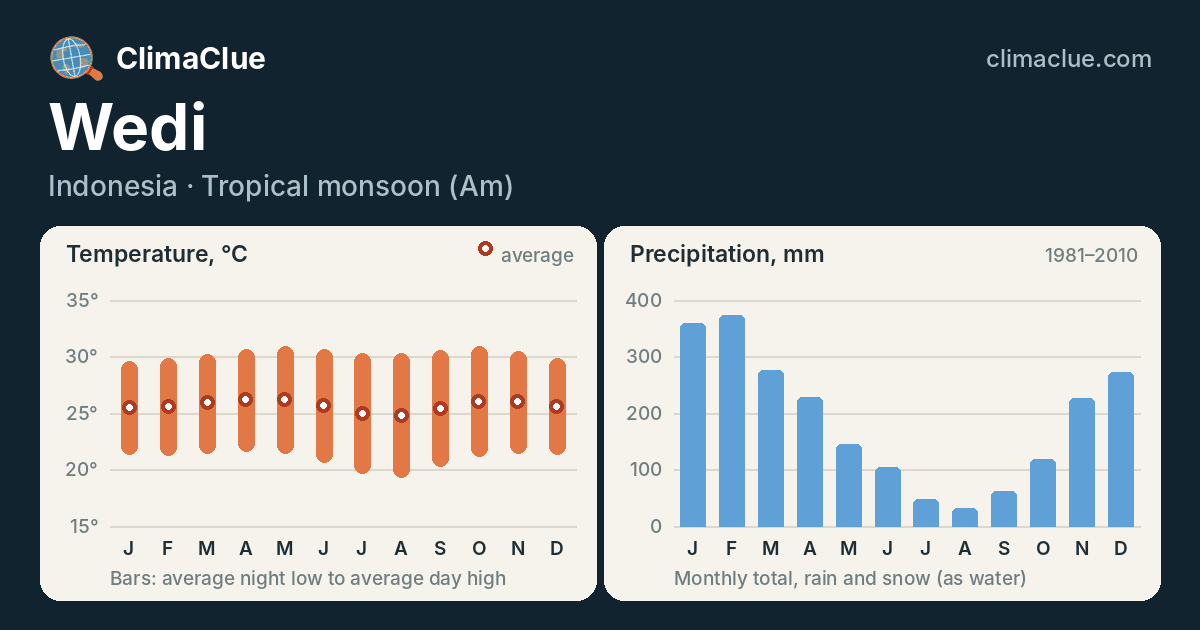 ClimaClue
climaclue.com
Wedi
Indonesia · Tropical monsoon (Am)
Temperature, °C
average
35°
30°
25°
20°
15°
J F M A M J J A S O N D
Bars: average night low to average day high
Precipitation, mm
1981–2010
400
300
200
100
0
J F M A M J J A S O N D
Monthly total, rain and snow (as water)